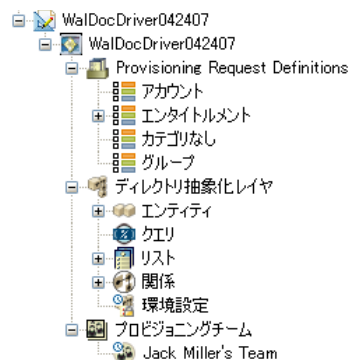 WalDocDriver042407
WalDocDriver042407
Provisioning Request Definitions
アカウント
エンタイトルメント
カテゴリなし
グループ
ディレクトリ抽象化レイヤ
エンティティ
クエリ
リスト
関係
環境設定
プロビジョニングチーム
Jack Miller's Team